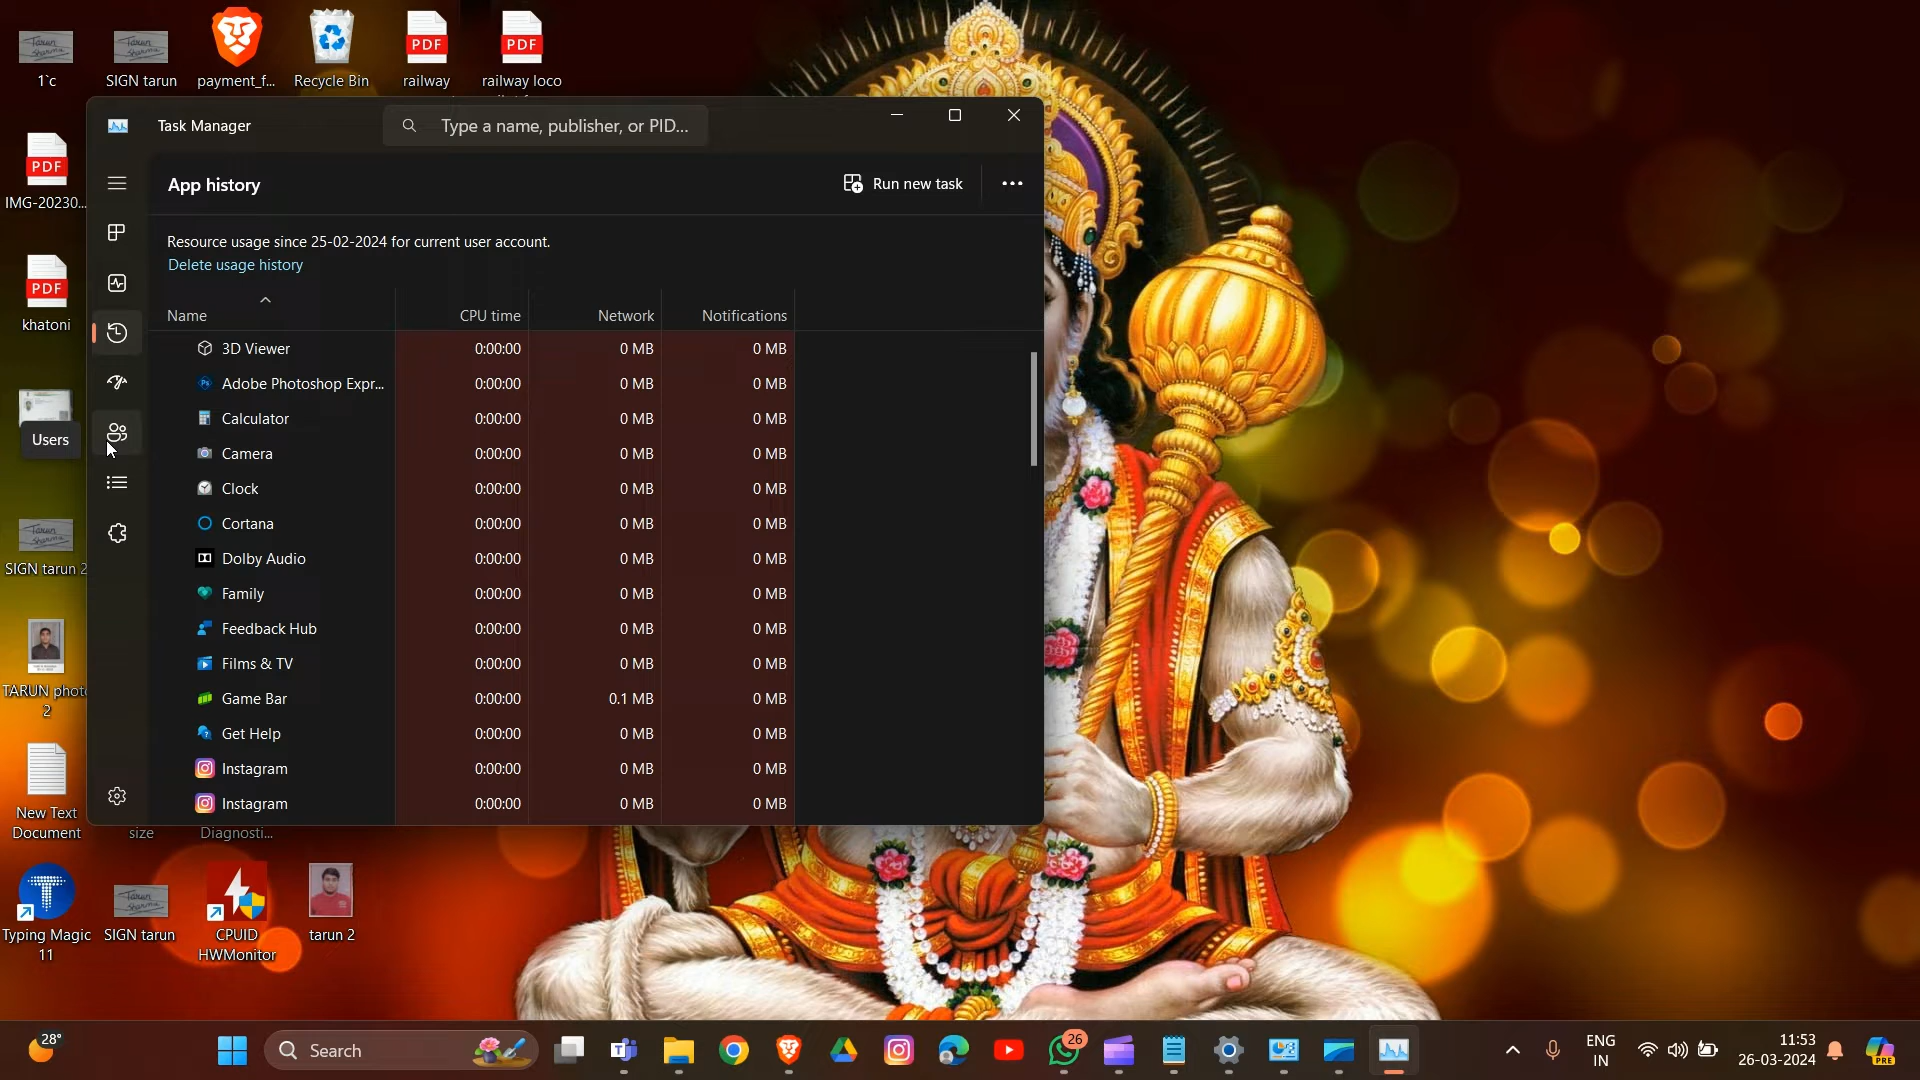 1`c
SIGN tarun
payment_f...
Recycle Bin
PDF
railway
PDF
railway loco
Task Manager
Type a name, publisher, or PID...
PDF
IMG-20230...
App history
Run new task
Resource usage since 25-02-2024 for current user account.
Delete usage history
PDF
khatoni
Name
CPU time
Network
Notifications
3D Viewer 0:00:00 0 MB 0 MB
Adobe Photoshop Expr... 0:00:00 0 MB 0 MB
Calculator 0:00:00 0 MB 0 MB
Users
Camera 0:00:00 0 MB 0 MB
Clock 0:00:00 0 MB 0 MB
Cortana 0:00:00 0 MB 0 MB
SIGN tarun 2
Dolby Audio 0:00:00 0 MB 0 MB
Family 0:00:00 0 MB 0 MB
Feedback Hub 0:00:00 0 MB 0 MB
Films & TV 0:00:00 0 MB 0 MB
TARUN phot
2
Game Bar 0:00:00 0.1 MB 0 MB
Get Help 0:00:00 0 MB 0 MB
Instagram 0:00:00 0 MB 0 MB
Instagram 0:00:00 0 MB 0 MB
New Text
Document
size
Diagnosti...
Typing Magic
11
SIGN tarun
CPUID
HWMonitor
tarun 2
28°
Search
26
ENG
IN
11:53
26-03-2024
PRE